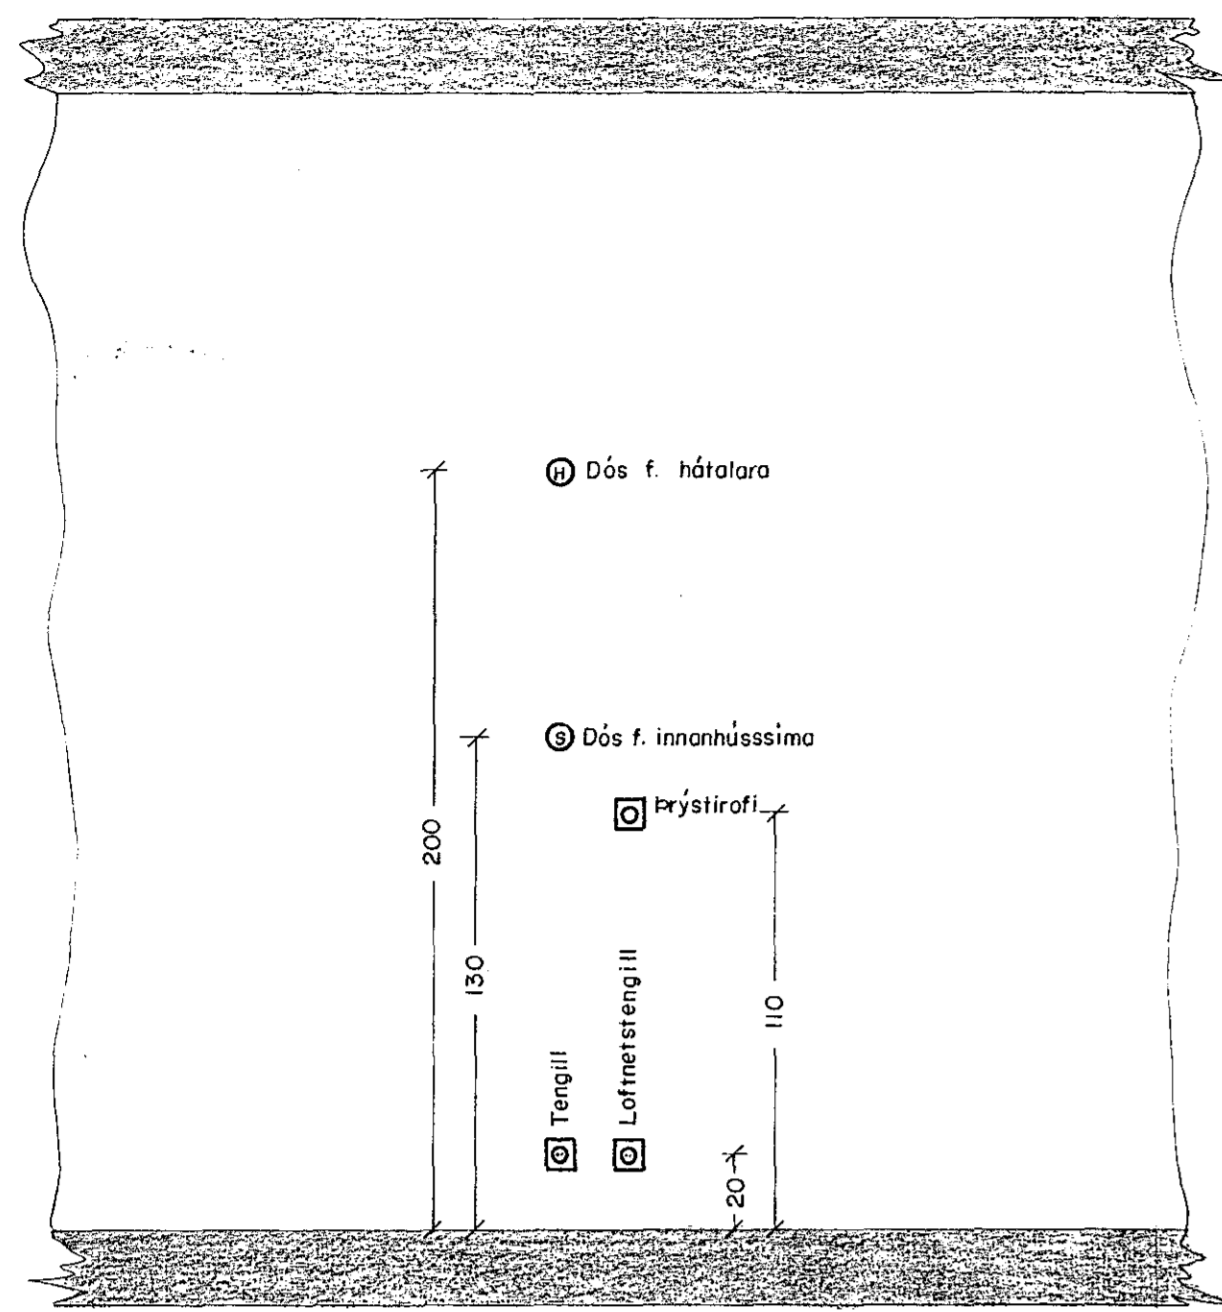 H Dós f. hátalara
S Dós f. innanhússsíma
Þrýstirofi
200
130
110
Tengill
Loftnetstengill
20